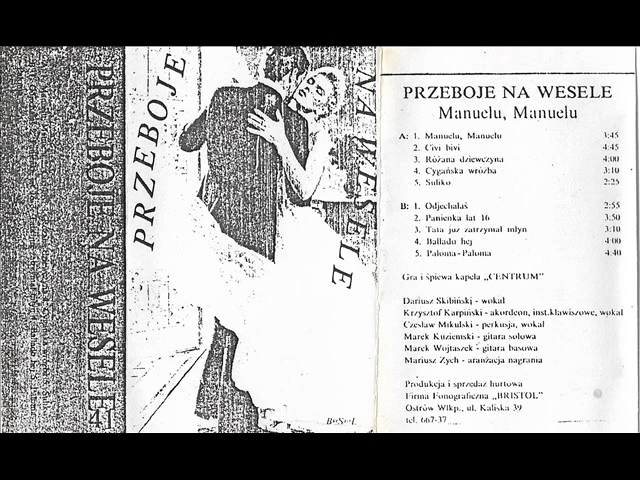 PRZEBOJE NA WESELE
PRZEBOJE
NA WESELE
PRZEBOJE NA WESELE
Manuelu, Manuelu
A: 1. Manuelu, Manuelu 3:45
2. Civi bivi 4:45
3. Różana dziewczyna 4:00
4. Cygańska wróżba 3:10
5. Suliko 2:25
B: 1. Odjechałaś 2:55
2. Panienka lat 16 3:50
3. Tata już zatrzymał młyn 3:10
4. Ballado hej 4:00
5. Paloma-Paloma 4:40
Gra i śpiewa kapela „CENTRUM"
Dariusz Skibiński - wokal
Krzysztof Karpiński - akordeon, inst.klawiszowe, wokal
Czesław Mikulski - perkusja, wokal
Marek Kuziemski - gitara solowa
Marek Wojtaszek - gitara basowa
Mariusz Zych - aranżacja nagrania
Produkcja i sprzedaż hurtowa
Firma Fonograficzna „BRISTOL"
Ostrów Wlkp., ul. Kaliska 39
tel. 667-37